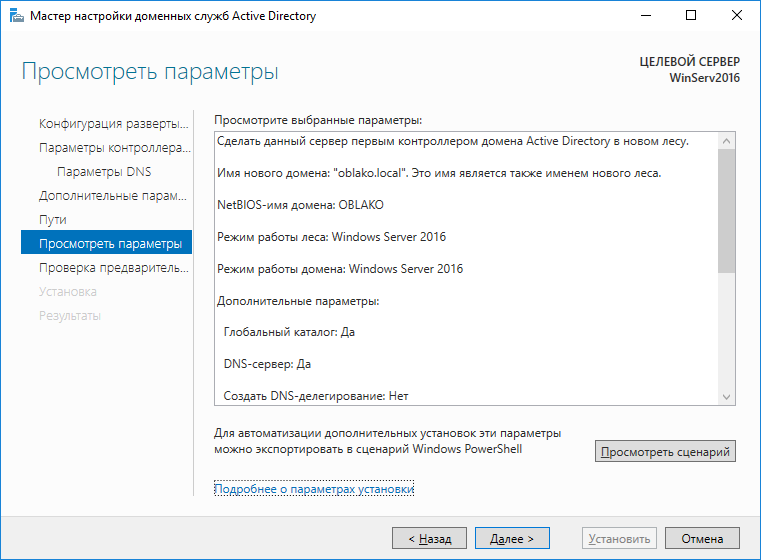 Мастер настройки доменных служб Active Directory
Просмотреть параметры
ЦЕЛЕВОЙ СЕРВЕР
WinServ2016
Конфигурация разверты...
Параметры контроллера...
Параметры DNS
Дополнительные парам...
Пути
Просмотреть параметры
Проверка предваритель...
Установка
Результаты
Просмотрите выбранные параметры:
Сделать данный сервер первым контроллером домена Active Directory в новом лесу.
Имя нового домена: "oblako.local". Это имя является также именем нового леса.
NetBIOS-имя домена: OBLAKO
Режим работы леса: Windows Server 2016
Режим работы домена: Windows Server 2016
Дополнительные параметры:
Глобальный каталог: Да
DNS-сервер: Да
Создать DNS-делегирование: Нет
Для автоматизации дополнительных установок эти параметры
можно экспортировать в сценарий Windows PowerShell
Просмотреть сценарий
Подробнее о параметрах установки
< Назад
Далее >
Установить
Отмена